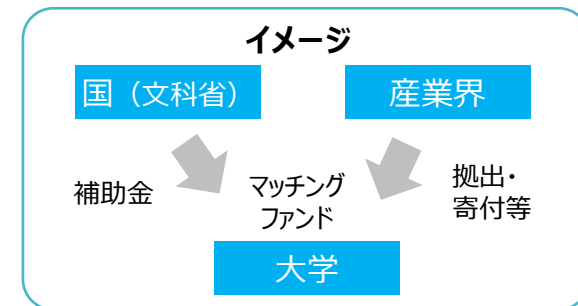 イメージ
国（文科省）
産業界
補助金
マッチング
ファンド
拠出・
寄付等
大学